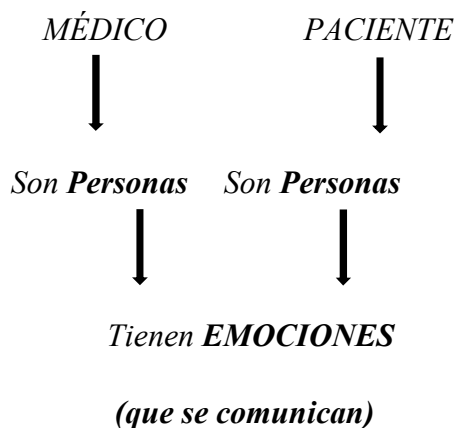 MÉDICO PACIENTE
Son Personas Son Personas
Tienen EMOCIONES
(que se comunican)